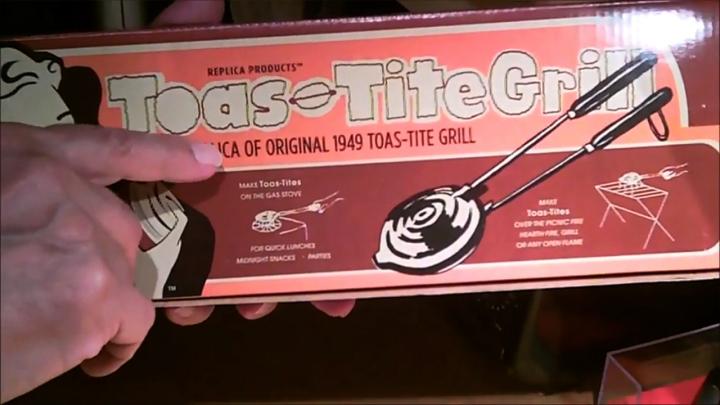 REPLICA PRODUCTS™
Toas-Tite Grill
ICA OF ORIGINAL 1949 TOAS-TITE GRILL
MAKE Toas-Tites
ON THE GAS STOVE
FOR QUICK LUNCHES
MIDNIGHT SNACKS · PARTIES
MAKE
Toas-Tites
OVER THE PICNIC FIRE
HEARTH FIRE, GRILL
OR ANY OPEN FLAME
TM